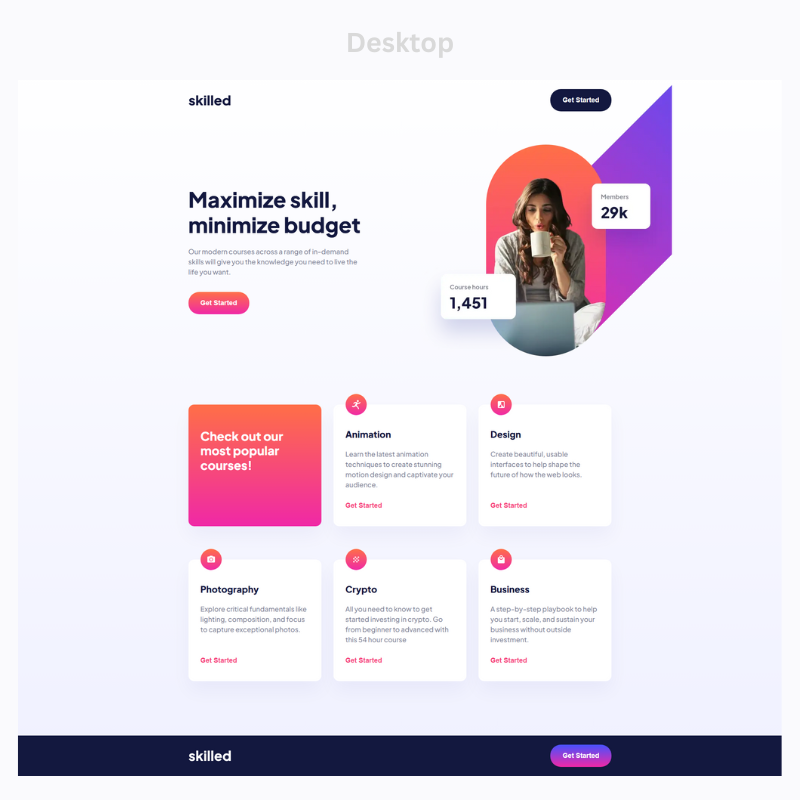 Desktop
skilled
Get Started
Maximize skill,
minimize budget
Our modern courses across a range of in-demand
skills will give you the knowledge you need to live the
life you want.
Get Started
Members
29k
Course hours
1,451
Check out our
most popular
courses!
Animation
Learn the latest animation
techniques to create stunning
motion design and captivate your
audience.
Get Started
Design
Create beautiful, usable
interfaces to help shape the
future of how the web looks.
Get Started
Photography
Explore critical fundamentals like
lighting, composition, and focus
to capture exceptional photos.
Get Started
Crypto
All you need to know to get
started investing in crypto. Go
from beginner to advanced with
this 54 hour course
Get Started
Business
A step-by-step playbook to help
you start, scale, and sustain your
business without outside
investment.
Get Started
skilled
Get Started